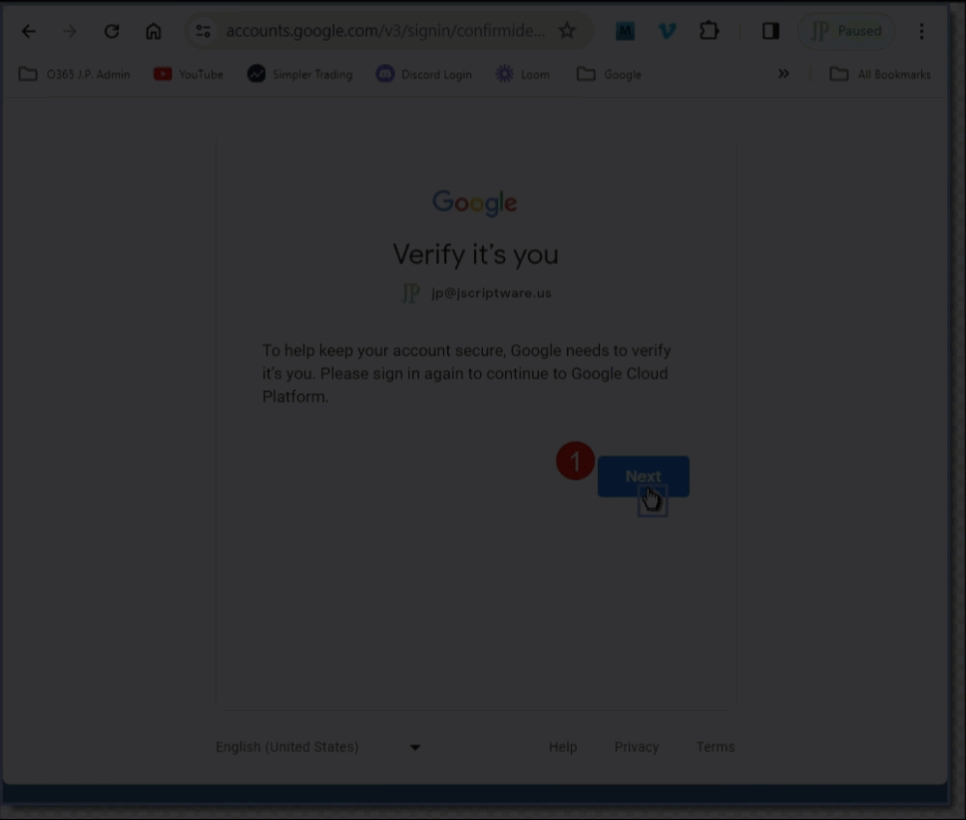 accounts.google.com/v3/signin/confirmide...
M
JP Paused
O365 J.P. Admin
YouTube
Simpler Trading
Discord Login
Loom
Google
»
All Bookmarks
Google
Verify it's you
JP jp@jscriptware.us
To help keep your account secure, Google needs to verify
it's you. Please sign in again to continue to Google Cloud
Platform.
1
Next
English (United States)
Help
Privacy
Terms